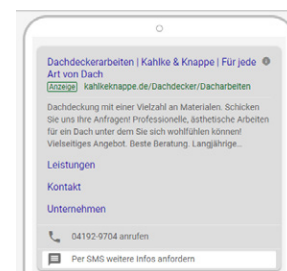 Dachdeckerarbeiten | Kahlke & Knappe | Für jede
Art von Dach
Anzeige kahlkeknappe.de/Dachdecker/Dacharbeiten
Dachdeckung mit einer Vielzahl an Materialen. Schicken
Sie uns Ihre Anfragen! Professionelle, ästhetische Arbeiten
für ein Dach unter dem Sie sich wohlfühlen können!
Vielseitiges Angebot. Beste Beratung. Langjährige...
Leistungen
Kontakt
Unternehmen
04192-9704 anrufen
Per SMS weitere Infos anfordern